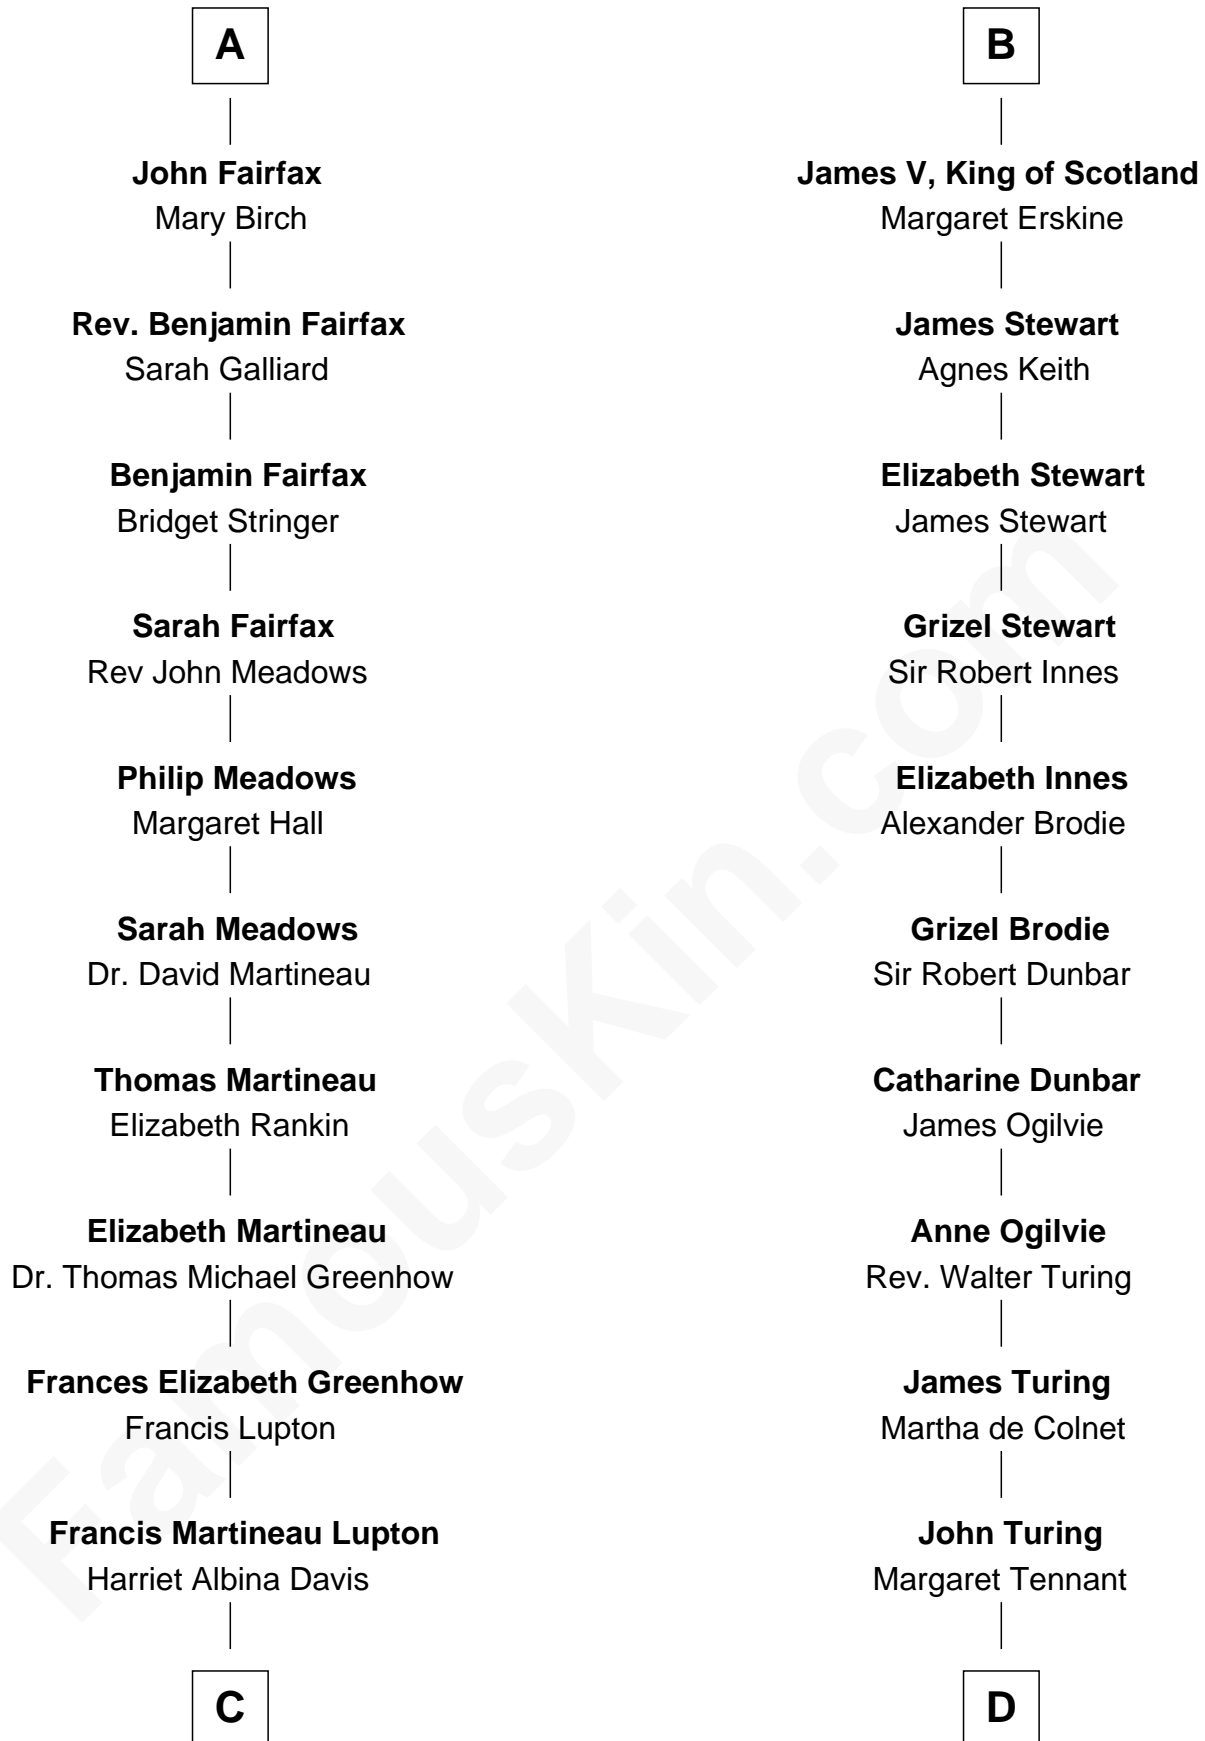 A
John Fairfax
Mary Birch
Rev. Benjamin Fairfax
Sarah Galliard
Benjamin Fairfax
Bridget Stringer
Sarah Fairfax
Rev John Meadows
Philip Meadows
Margaret Hall
Sarah Meadows
Dr. David Martineau
Thomas Martineau
Elizabeth Rankin
Elizabeth Martineau
Dr. Thomas Michael Greenhow
Frances Elizabeth Greenhow
Francis Lupton
Francis Martineau Lupton
Harriet Albina Davis
C
B
James V, King of Scotland
Margaret Erskine
James Stewart
Agnes Keith
Elizabeth Stewart
James Stewart
Grizel Stewart
Sir Robert Innes
Elizabeth Innes
Alexander Brodie
Grizel Brodie
Sir Robert Dunbar
Catharine Dunbar
James Ogilvie
Anne Ogilvie
Rev. Walter Turing
James Turing
Martha de Colnet
John Turing
Margaret Tennant
D
FamousKin.com